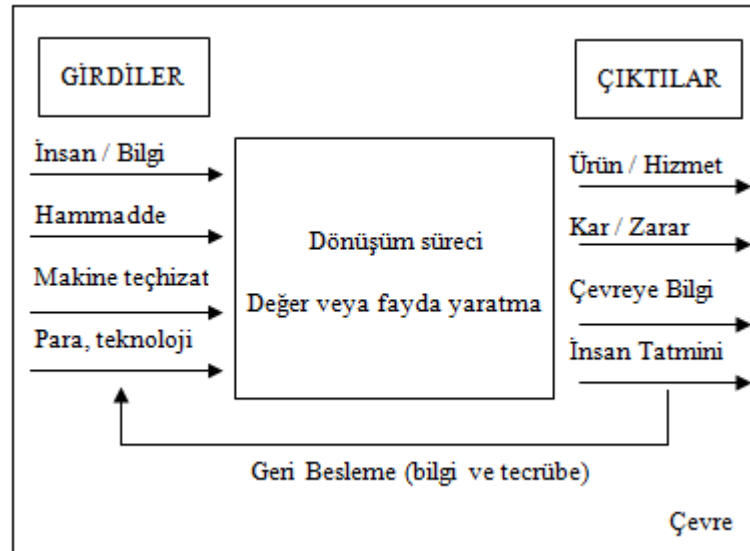 GİRDİLER
İnsan / Bilgi
Hammadde
Makine teçhizat
Para, teknoloji
Dönüşüm süreci
Değer veya fayda yaratma
ÇIKTILAR
Ürün / Hizmet
Kar / Zarar
Çevreye Bilgi
İnsan Tatmini
Geri Besleme (bilgi ve tecrübe)
Çevre